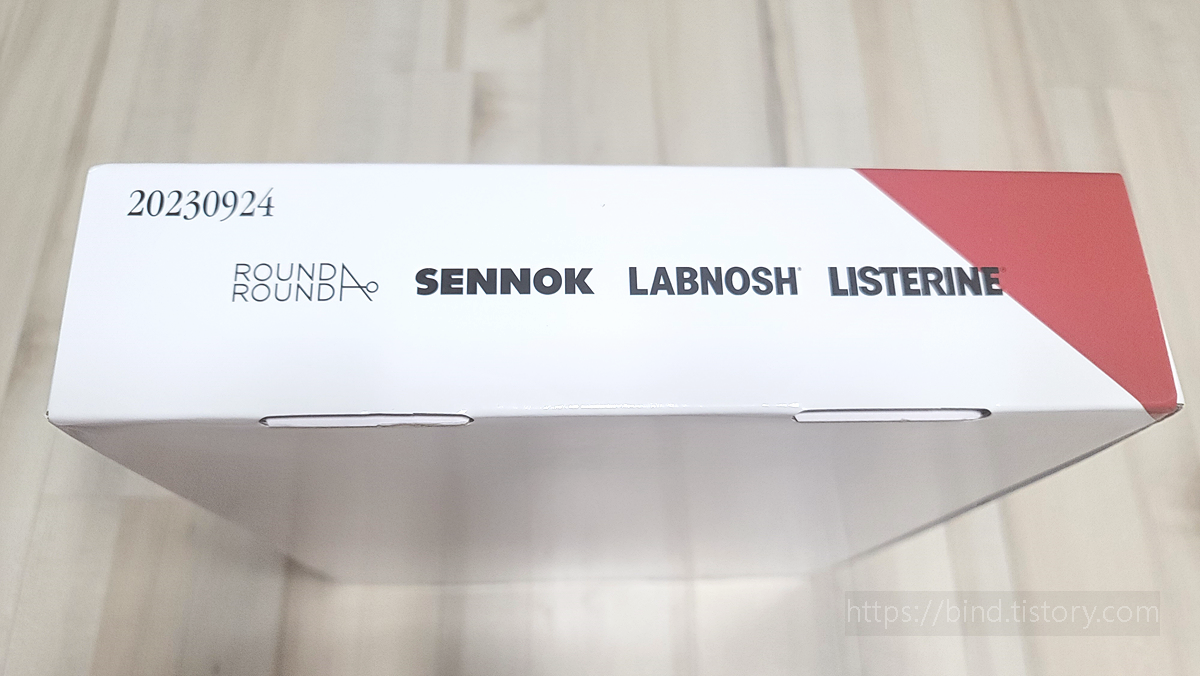 20230924
ROUND ROUND A SENNOK LABNOSH LISTERINE
https://bind.tistory.com